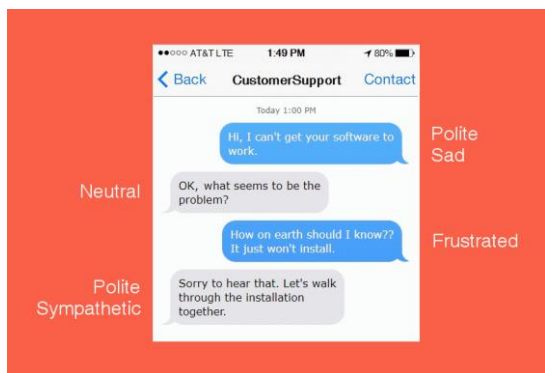 AT&T LTE 1:49 PM 80%
Back CustomerSupport Contact
Today 1:00 PM
Hi, I can't get your software to
work.
Polite
Sad
Neutral
OK, what seems to be the
problem?
How on earth should I know??
It just won't install.
Frustrated
Polite
Sympathetic
Sorry to hear that. Let's walk
through the installation
together.